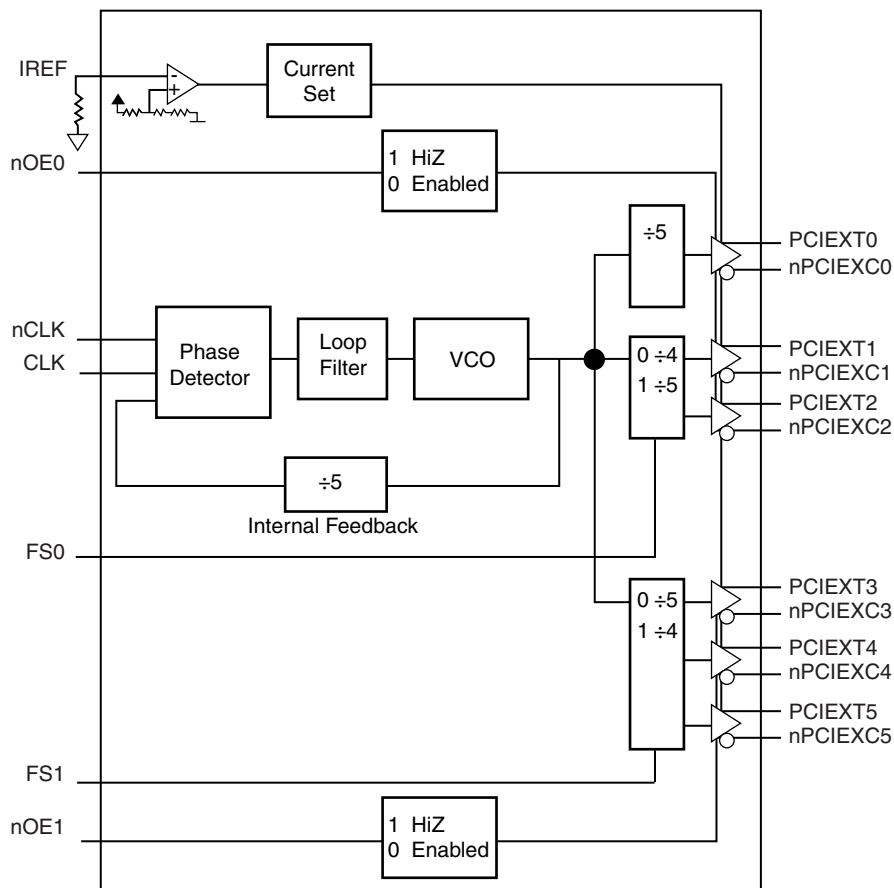 IREF
-
+
Current
Set
nOE0
1 HiZ
0 Enabled
÷5
PCIEXT0
nPCIEXC0
nCLK
CLK
Phase
Detector
Loop
Filter
VCO
0 ÷4
1 ÷5
PCIEXT1
nPCIEXC1
PCIEXT2
nPCIEXC2
÷5
Internal Feedback
FS0
0 ÷5
1 ÷4
PCIEXT3
nPCIEXC3
PCIEXT4
nPCIEXC4
PCIEXT5
nPCIEXC5
FS1
nOE1
1 HiZ
0 Enabled